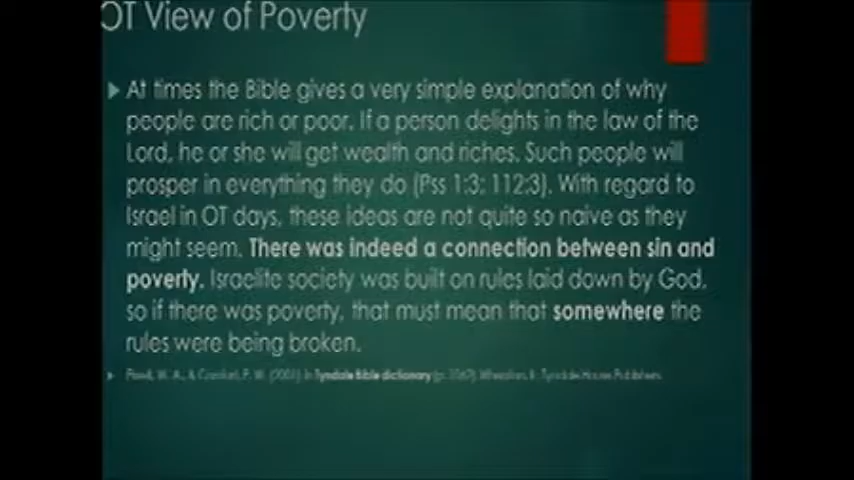 OT View of Poverty
At times the Bible gives a very simple explanation of why
people are rich or poor. If a person delights in the law of the
Lord, he or she will get wealth and riches. Such people will
prosper in everything they do (Pss 1:3; 112:3). With regard to
Israel in OT days, these ideas are not quite so naive as they
might seem. There was indeed a connection between sin and
poverty. Israelite society was built on rules laid down by God,
so if there was poverty, that must mean that somewhere the
rules were being broken.
W. A., & P. W. (2001). In Tyndale Bible dictionary (p. Tyndale House Publishers.